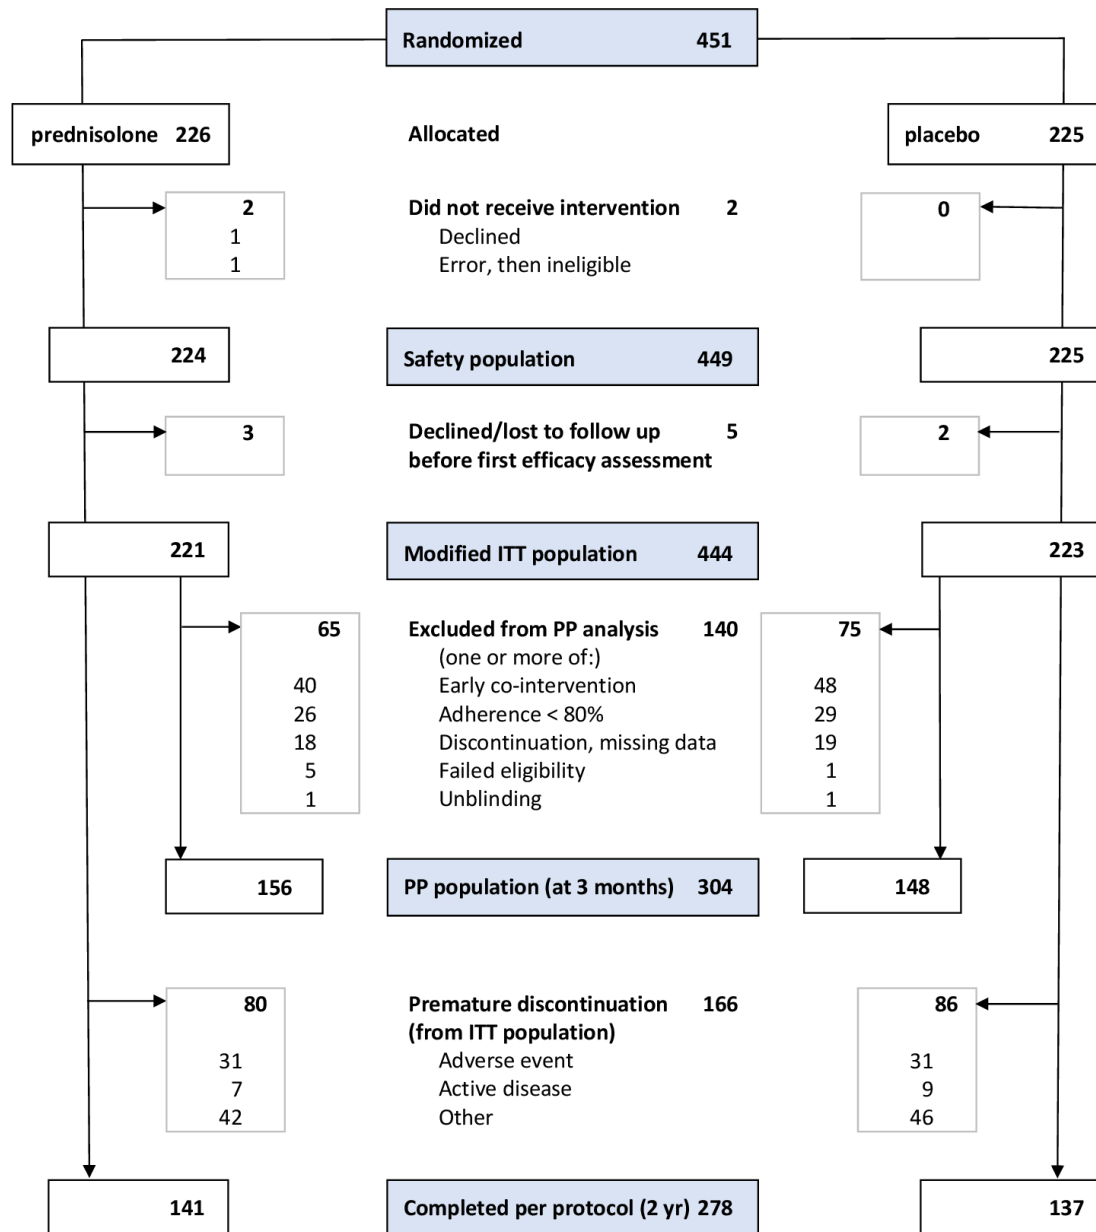 Randomized 451
prednisolone 226 Allocated placebo 225
2 Did not receive intervention 2 0
1 Declined
1 Error, then ineligible
224 Safety population 449 225
3 Declined/lost to follow up 5 2
before first efficacy assessment
221 Modified ITT population 444 223
65 Excluded from PP analysis 140 75
(one or more of:)
40 Early co-intervention 48
26 Adherence < 80% 29
18 Discontinuation, missing data 19
5 Failed eligibility 1
1 Unblinding 1
156 PP population (at 3 months) 304 148
80 Premature discontinuation 166 86
(from ITT population)
31 Adverse event 31
7 Active disease 9
42 Other 46
141 Completed per protocol (2 yr) 278 137